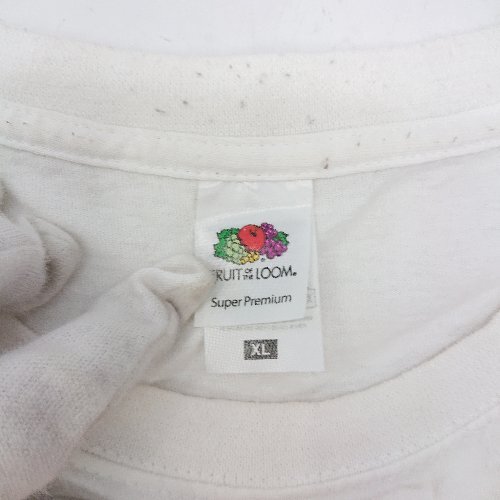 FRUIT OF THE LOOM®
Super Premium
XL